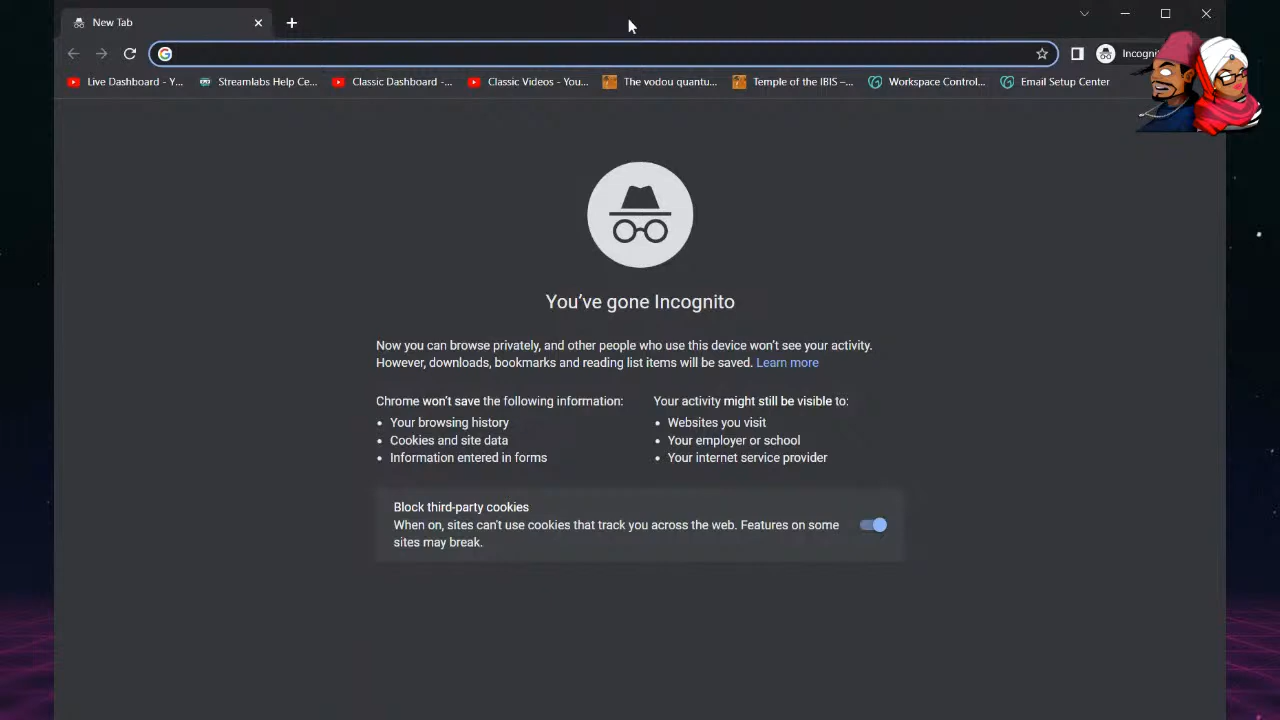 New Tab
Incogni
Live Dashboard - Y...
Streamlabs Help Ce...
Classic Dashboard -...
Classic Videos - You...
The vodou quantu...
Temple of the IBIS –...
Workspace Control...
Email Setup Center
You've gone Incognito
Now you can browse privately, and other people who use this device won't see your activity.
However, downloads, bookmarks and reading list items will be saved. Learn more
Chrome won't save the following information:
Your browsing history
Cookies and site data
Information entered in forms
Your activity might still be visible to:
Websites you visit
Your employer or school
Your internet service provider
Block third-party cookies
When on, sites can't use cookies that track you across the web. Features on some
sites may break.